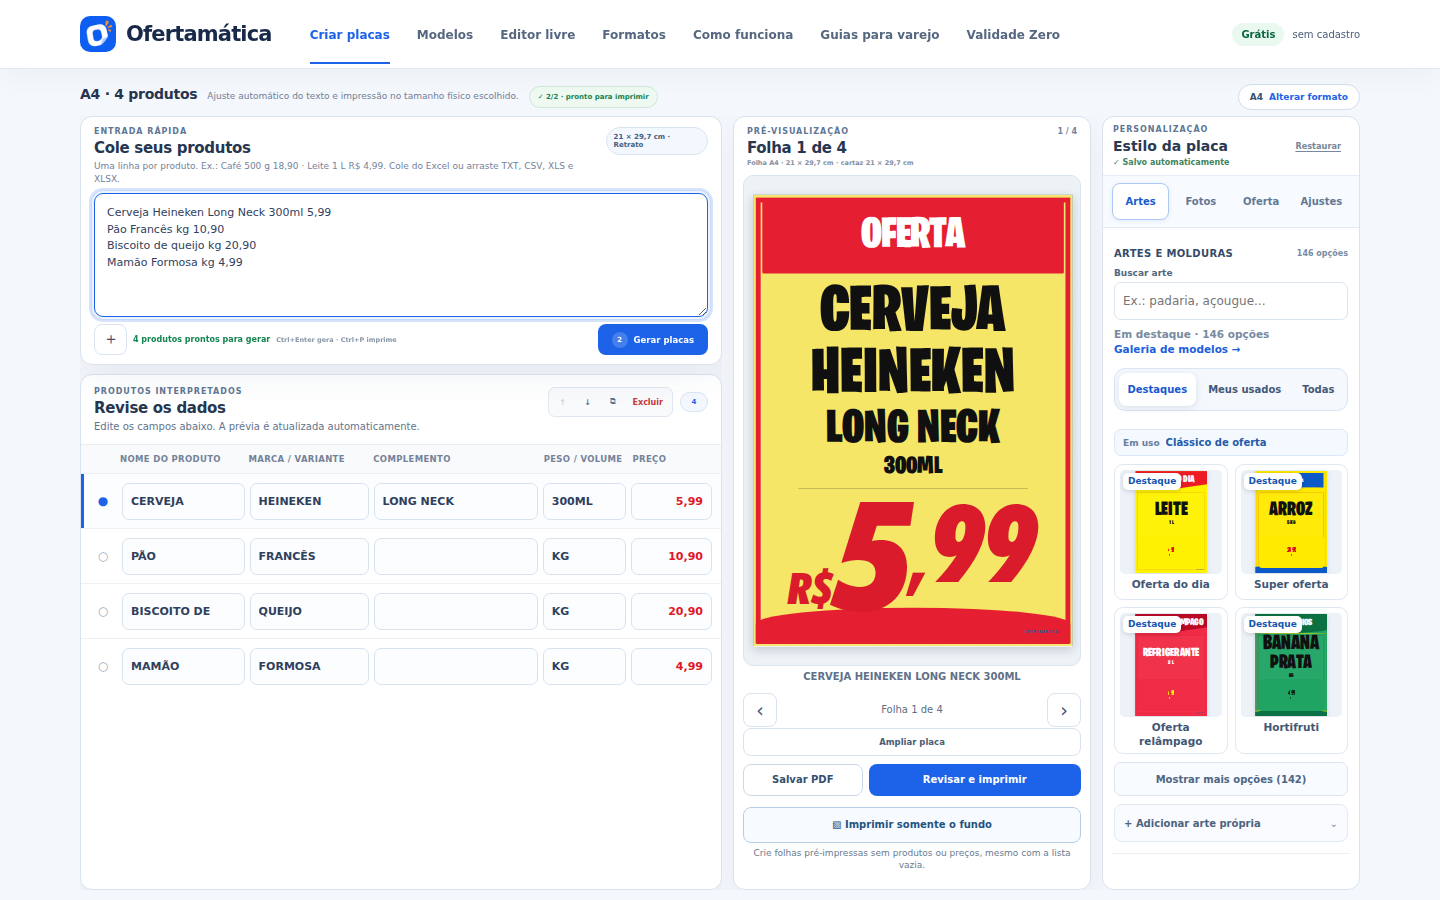 Ofertamática
Criar placas
Modelos
Editor livre
Formatos
Como funciona
Guias para varejo
Validade Zero
Grátis
sem cadastro
A4 · 4 produtos
Ajuste automático do texto e impressão no tamanho físico escolhido.
✓ 2/2 · pronto para imprimir
A4 Alterar formato
ENTRADA RÁPIDA
Cole seus produtos
Uma linha por produto. Ex.: Café 500 g 18,90 · Leite 1 L R$ 4,99. Cole do Excel ou arraste TXT, CSV, XLS e
XLSX.
21 × 29,7 cm ·
Retrato
Cerveja Heineken Long Neck 300ml 5,99
Pão Francês kg 10,90
Biscoito de queijo kg 20,90
Mamão Formosa kg 4,99
+
4 produtos prontos para gerar
Ctrl+Enter gera · Ctrl+P imprime
2 Gerar placas
PRODUTOS INTERPRETADOS
Revise os dados
Edite os campos abaixo. A prévia é atualizada automaticamente.
↑ ↓ ⧉ Excluir
4
NOME DO PRODUTO
MARCA / VARIANTE
COMPLEMENTO
PESO / VOLUME
PREÇO
CERVEJA HEINEKEN LONG NECK 300ML 5,99
PÃO FRANCÊS KG 10,90
BISCOITO DE QUEIJO KG 20,90
MAMÃO FORMOSA KG 4,99
PRÉ-VISUALIZAÇÃO
1 / 4
Folha 1 de 4
Folha A4 · 21 × 29,7 cm · cartaz 21 × 29,7 cm
OFERTA
CERVEJA
HEINEKEN
LONG NECK
300ML
R$5,99
CERVEJA HEINEKEN LONG NECK 300ML
‹
Folha 1 de 4
›
Ampliar placa
Salvar PDF
Revisar e imprimir
▧ Imprimir somente o fundo
Crie folhas pré-impressas sem produtos ou preços, mesmo com a lista
vazia.
PERSONALIZAÇÃO
Estilo da placa
✓ Salvo automaticamente
Restaurar
Artes
Fotos
Oferta
Ajustes
ARTES E MOLDURAS
146 opções
Buscar arte
Ex.: padaria, açougue...
Em destaque · 146 opções
Galeria de modelos →
Destaques
Meus usados
Todas
Em uso Clássico de oferta
Destaque
DIA
LEITE
1 L
Oferta do dia
Destaque
ARROZ
5KG
Super oferta
Destaque
REFRIGERANTE
2 L
Oferta
relâmpago
Destaque
BANANA
PRATA
Hortifruti
Mostrar mais opções (142)
+ Adicionar arte própria